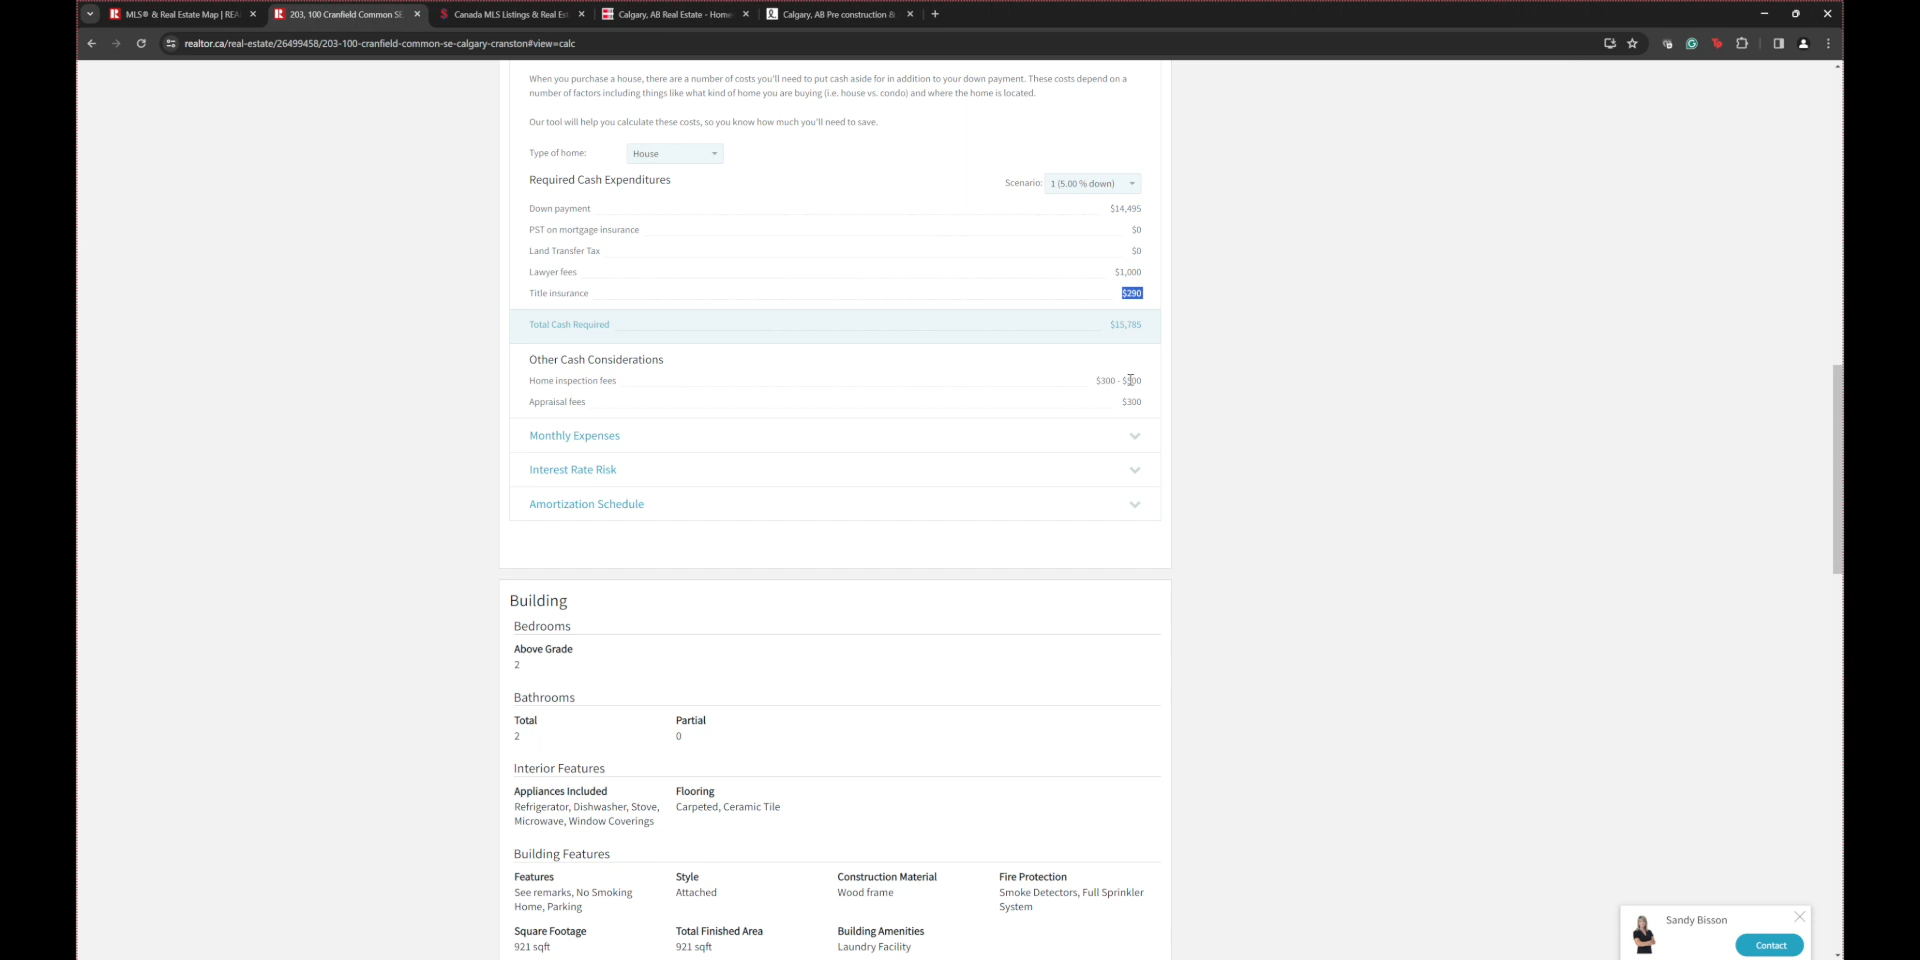 MLS® & Real Estate Map | REA
203, 100 Cranfield Common SE
Canada MLS Listings & Real Est
Calgary, AB Real Estate - Home
Calgary, AB Pre construction &
realtor.ca/real-estate/26499458/203-100-cranfield-common-se-calgary-cranston#view=calc
When you purchase a house, there are a number of costs you'll need to put cash aside for in addition to your down payment. These costs depend on a
number of factors including things like what kind of home you are buying (i.e. house vs. condo) and where the home is located.
Our tool will help you calculate these costs, so you know how much you'll need to save.
Type of home: House
Required Cash Expenditures
Scenario: 1 (5.00 % down)
Down payment $14,495
PST on mortgage insurance $0
Land Transfer Tax $0
Lawyer fees $1,000
Title insurance $290
Total Cash Required $15,785
Other Cash Considerations
Home inspection fees $300 -
Appraisal fees $300
Monthly Expenses
Interest Rate Risk
Amortization Schedule
Building
Bedrooms
Above Grade
2
Bathrooms
Total Partial
2 0
Interior Features
Appliances Included Flooring
Refrigerator, Dishwasher, Stove, Carpeted, Ceramic Tile
Microwave, Window Coverings
Building Features
Features Style Construction Material Fire Protection
See remarks, No Smoking Attached Wood frame Smoke Detectors, Full Sprinkler
Home, Parking System
Square Footage Total Finished Area Building Amenities
921 sqft 921 sqft Laundry Facility
Sandy Bisson
Contact